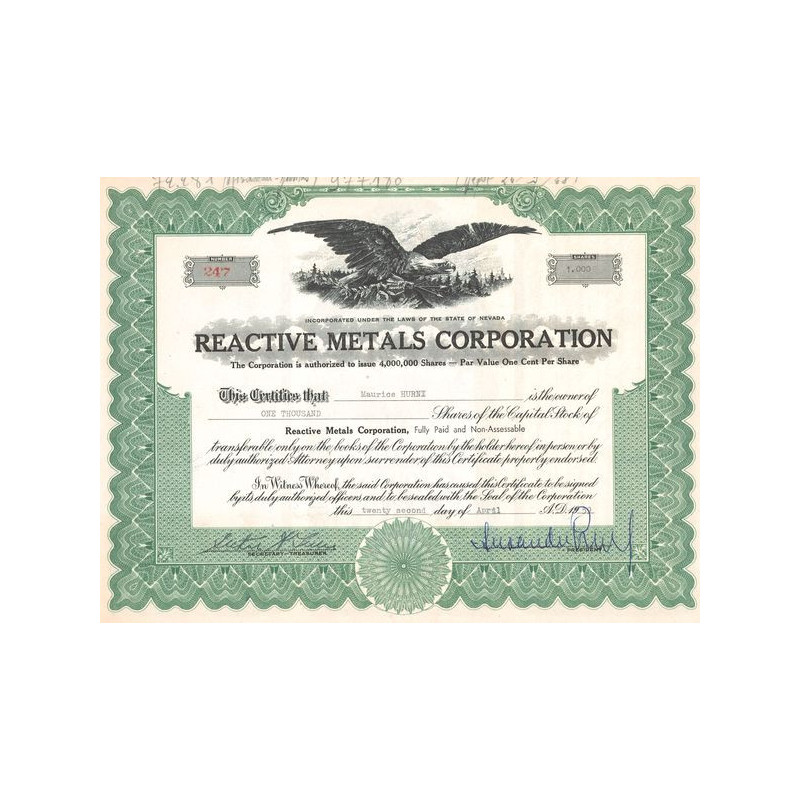 NUMBER
247
SHARES
1,000
INCORPORATED UNDER THE LAWS OF THE STATE OF NEVADA
REACTIVE METALS CORPORATION
The Corporation is authorized to issue 4,000,000 Shares — Par Value One Cent Per Share
This Certifies that Maurice HURNI is the owner of
ONE THOUSAND Shares of the Capital Stock of
Reactive Metals Corporation, Fully Paid and Non-Assessable
transferable only on the books of the Corporation by the holder hereof in person or by
duly authorized Attorney upon surrender of this Certificate properly endorsed.
In Witness Whereof, the said Corporation has caused this Certificate to be signed
by its duly authorized officers and to be sealed with the Seal of the Corporation
this twenty second day of April A.D. 19
SECRETARY-TREASURER
PRESIDENT